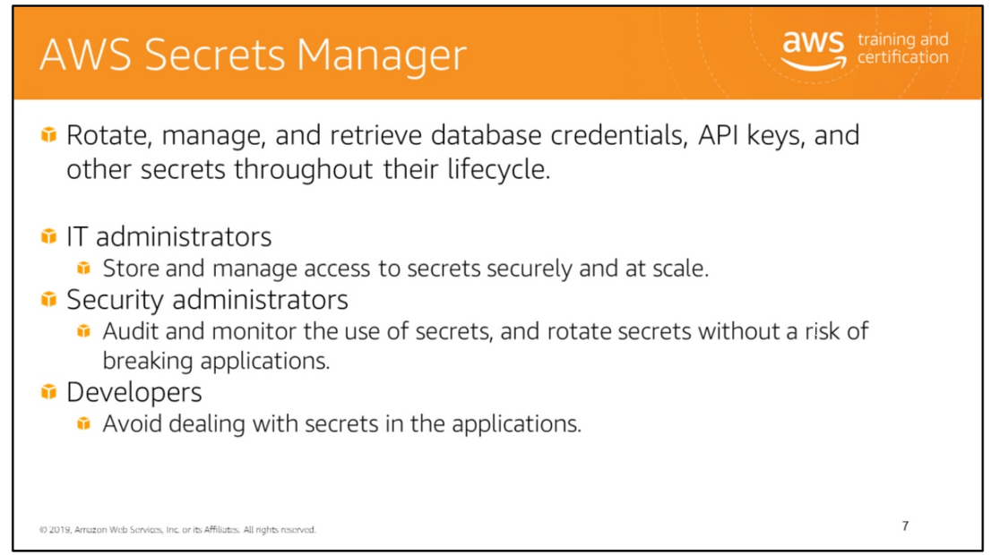 AWS Secrets Manager
aws training and
certification
Rotate, manage, and retrieve database credentials, API keys, and
other secrets throughout their lifecycle.
IT administrators
Store and manage access to secrets securely and at scale.
Security administrators
Audit and monitor the use of secrets, and rotate secrets without a risk of
breaking applications.
Developers
Avoid dealing with secrets in the applications.
© 2019, Amazon Web Services, Inc. or its Affiliates. All rights reserved.
7